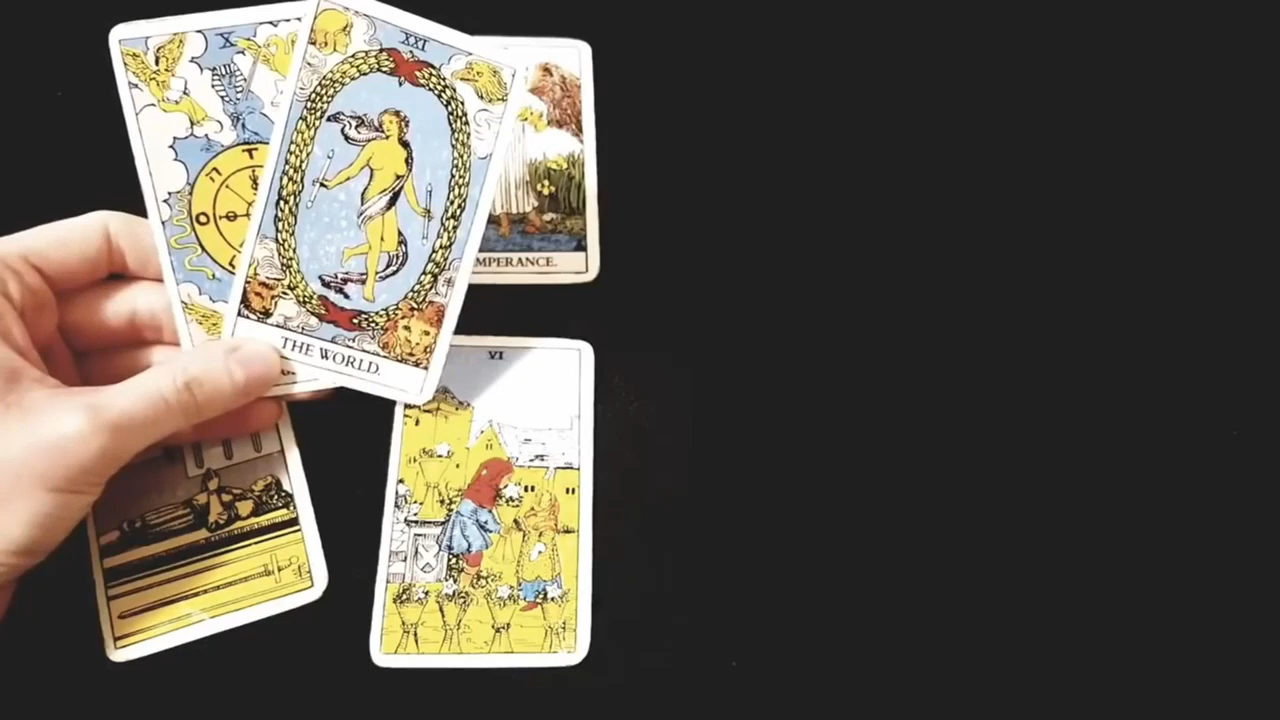 X
XXI
THE WORLD.
MPERANCE.
VI